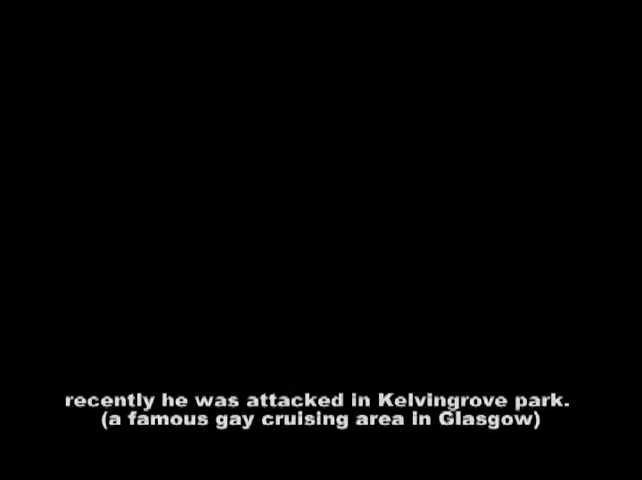 recently he was attacked in Kelvingrove park.
(a famous gay cruising area in Glasgow)